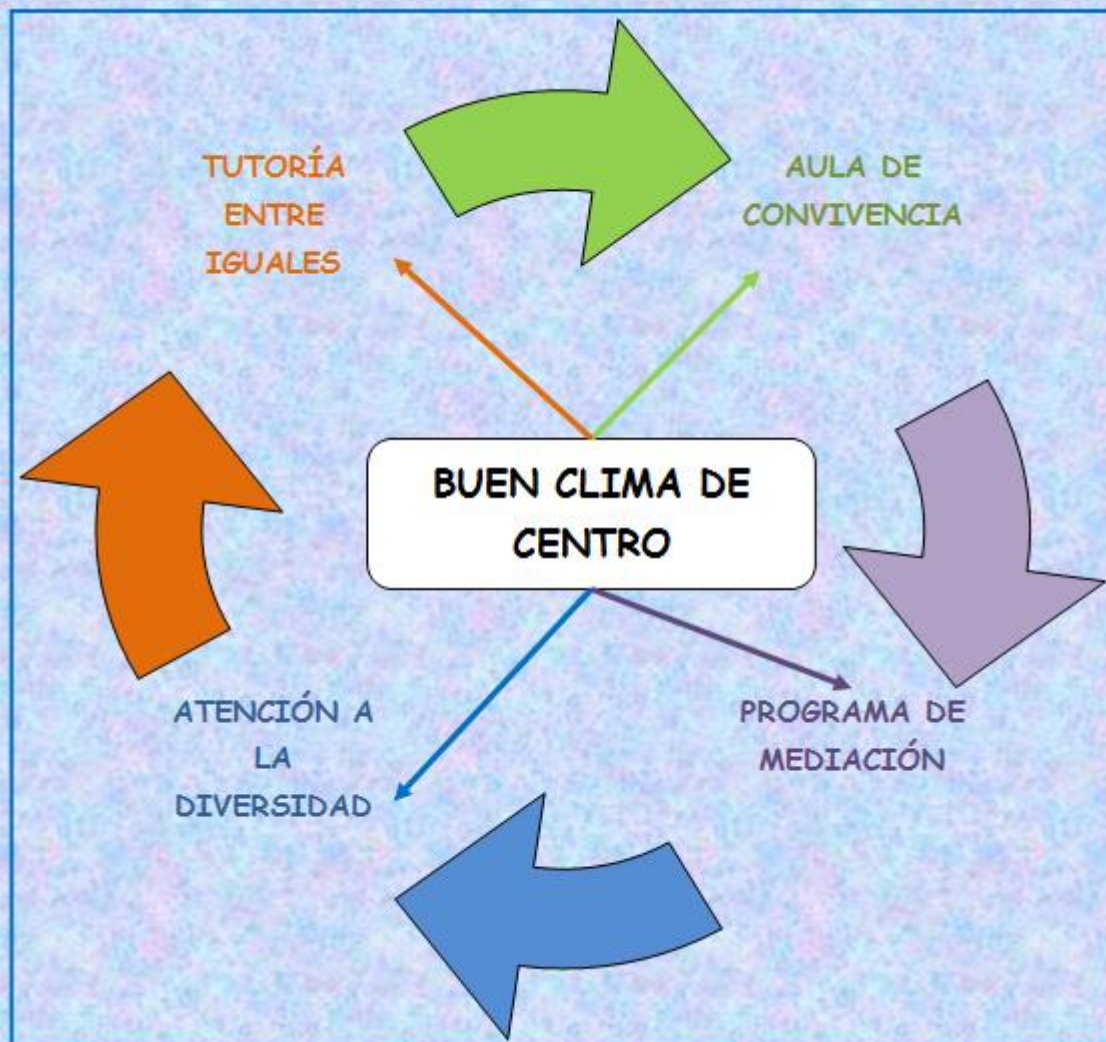 TUTORÍA
ENTRE
IGUALES
AULA DE
CONVIVENCIA
BUEN CLIMA DE
CENTRO
ATENCIÓN A
LA
DIVERSIDAD
PROGRAMA DE
MEDIACIÓN